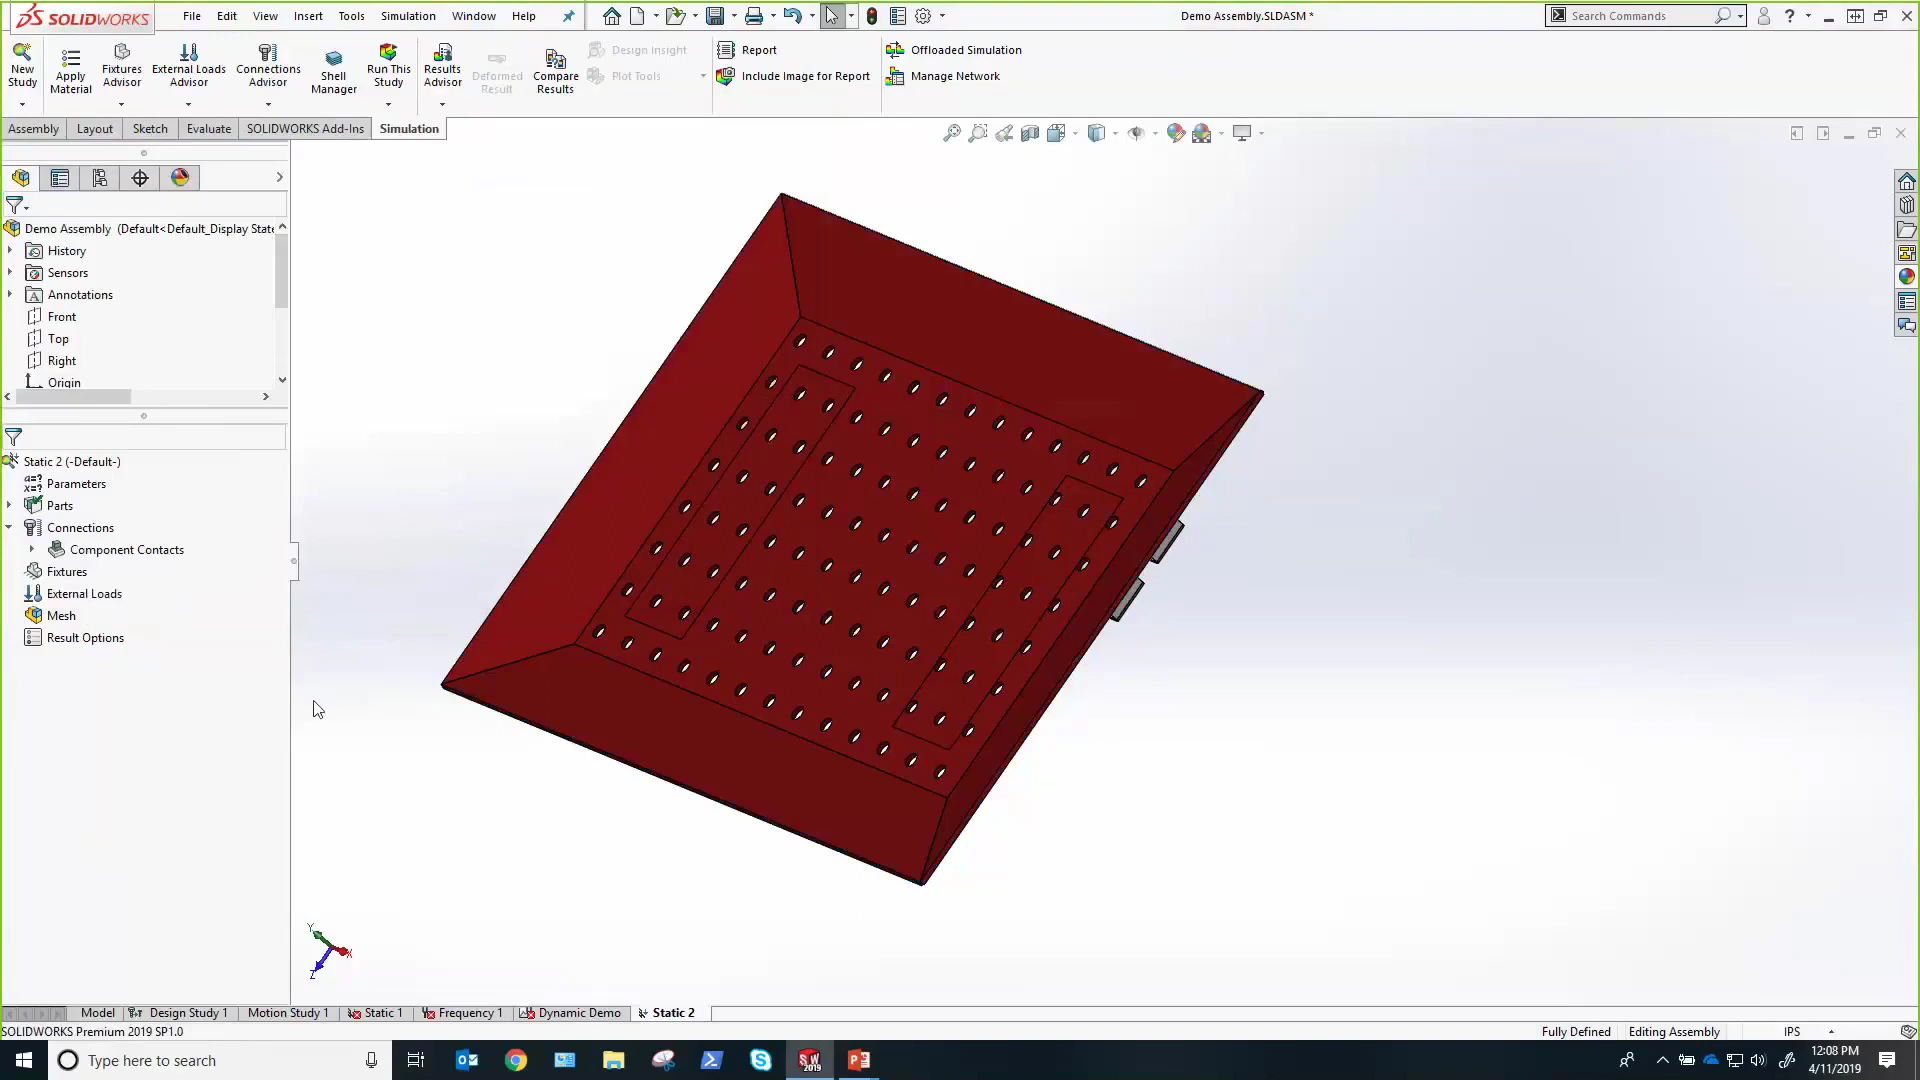 SOLIDWORKS File Edit View Insert Tools Simulation Window Help Demo Assembly.SLDASM * Search Commands
New Study
Apply Material
Fixtures Advisor
External Loads Advisor
Connections Advisor
Shell Manager
Run This Study
Results Advisor
Deformed Result
Compare Results
Design Insight
Plot Tools
Report
Include Image for Report
Offloaded Simulation
Manage Network
Assembly Layout Sketch Evaluate SOLIDWORKS Add-Ins Simulation
Demo Assembly (Default<Default_Display State
History
Sensors
Annotations
Front
Top
Right
Origin
Static 2 (-Default-)
Parameters
Parts
Connections
Component Contacts
Fixtures
External Loads
Mesh
Result Options
Y
X
Z
Model Design Study 1 Motion Study 1 Static 1 Frequency 1 Dynamic Demo Static 2
SOLIDWORKS Premium 2019 SP1.0 Fully Defined Editing Assembly IPS
Type here to search
12:08 PM
4/11/2019